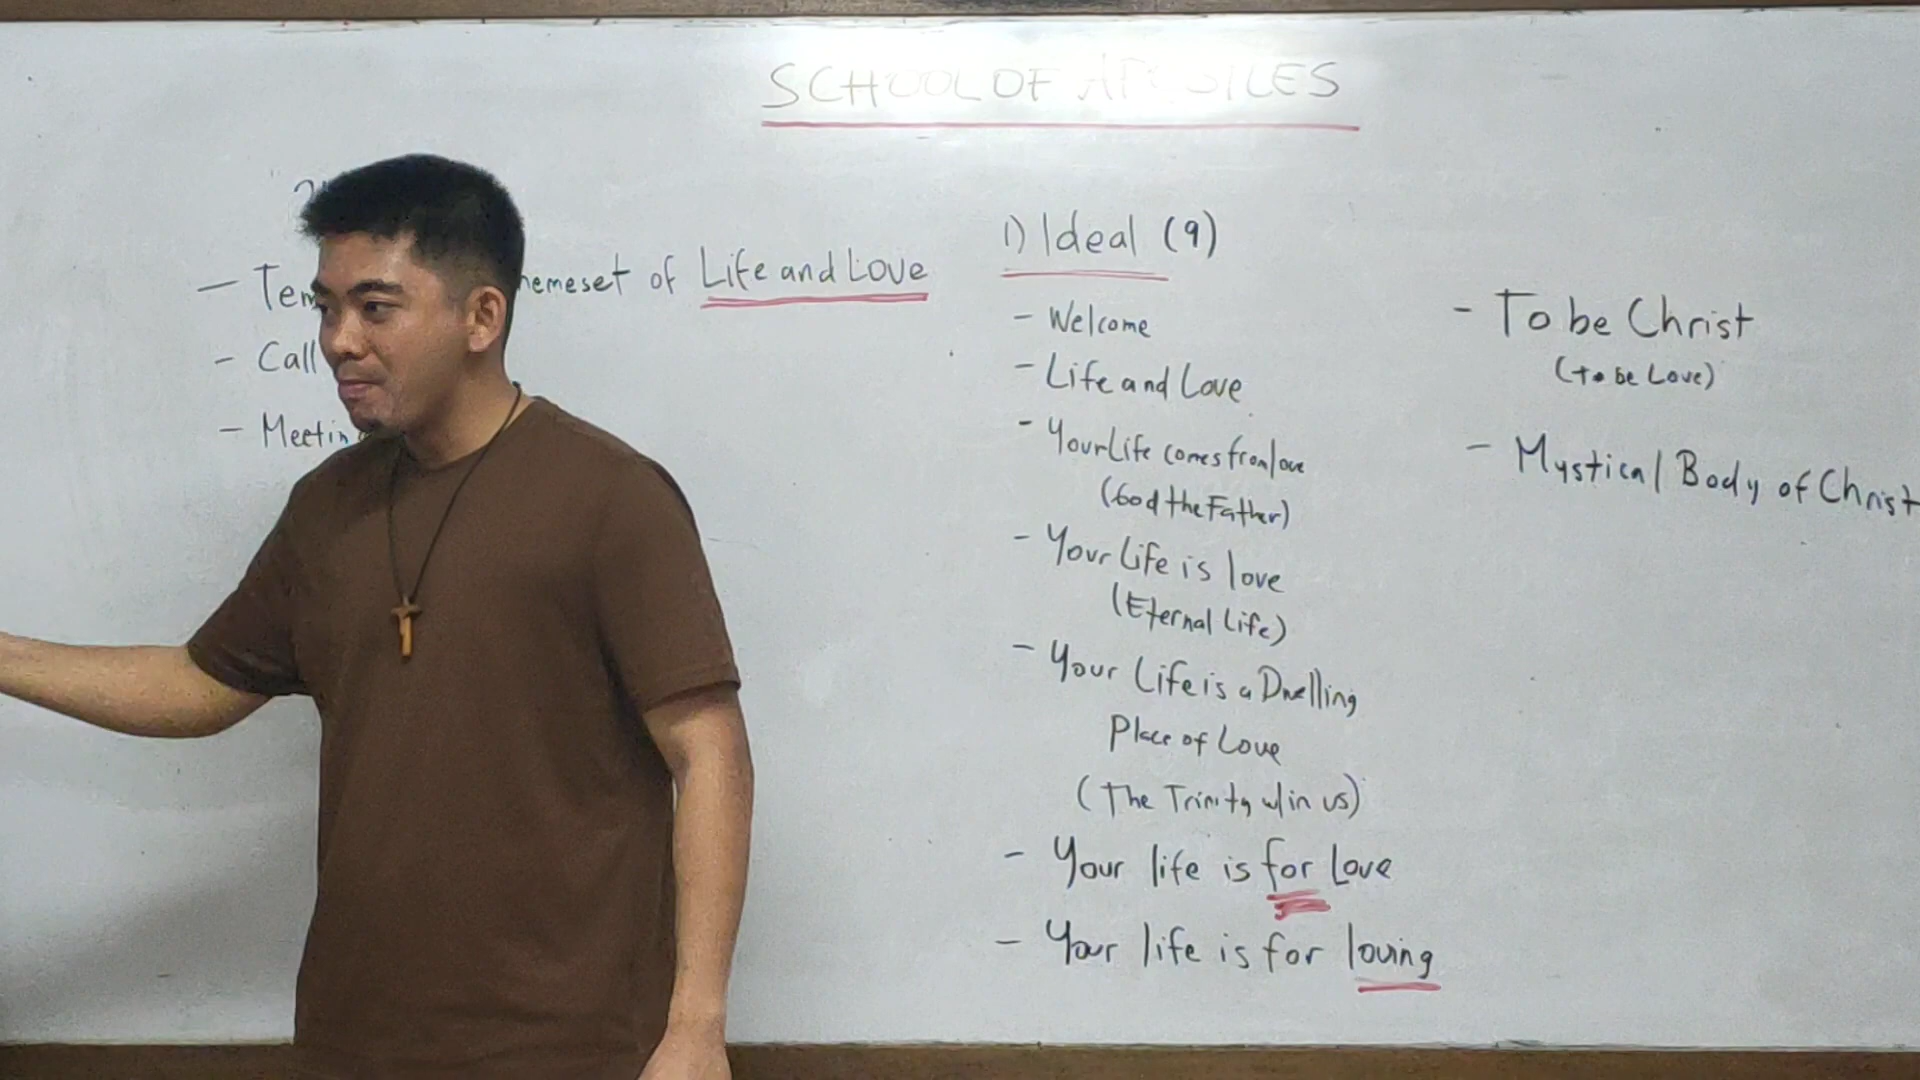 SCHOOL OF APOSTLES
— Tem hemeset of Life and Love
- Call
- Meetin
1) Ideal (9)
- Welcome
- Life and Love
- Your Life comes from love
(God the Father)
- Your Life is love
(Eternal Life)
- Your Life is a Dwelling
Place of Love
(The Trinity w/in us)
- Your life is for Love
- Your life is for loving
- To be Christ
(to be Love)
- Mystical Body of Christ